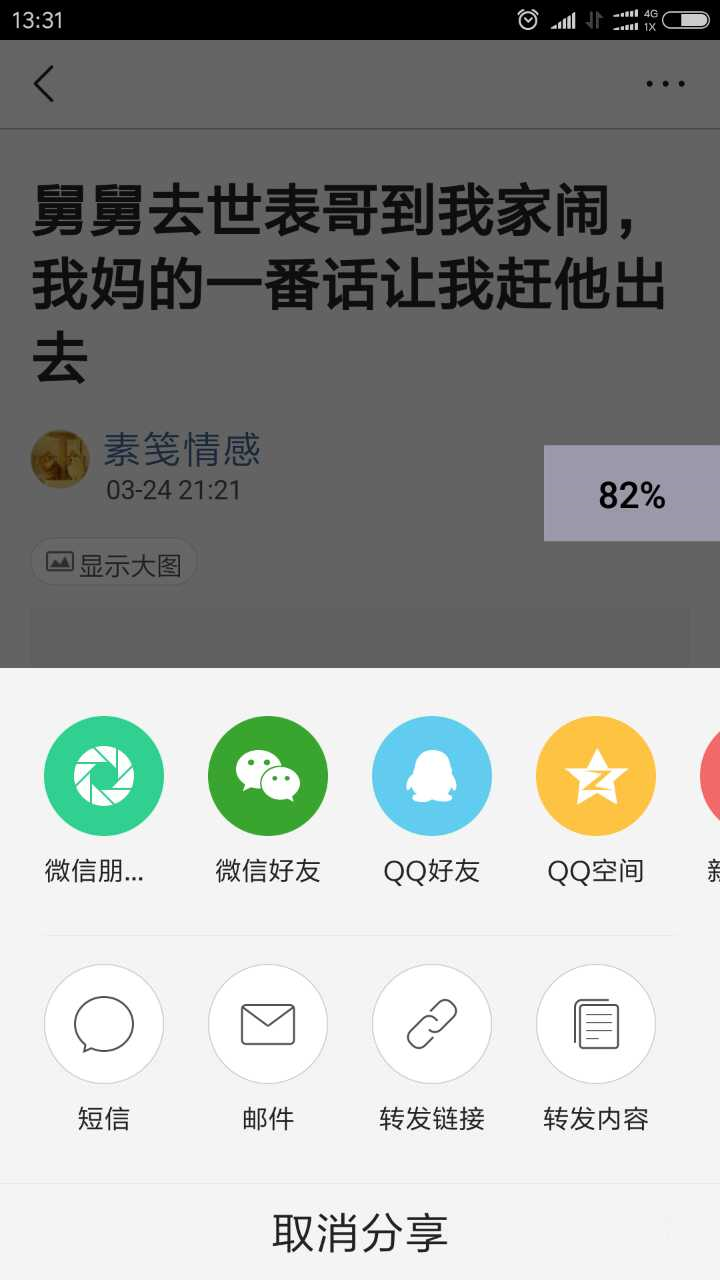 13:31
4G
1X
舅舅去世表哥到我家闹，
我妈的一番话让我赶他出
去
素笺情感
03-24 21:21
82%
显示大图
微信朋...
微信好友
QQ好友
QQ空间
短信
邮件
转发链接
转发内容
取消分享